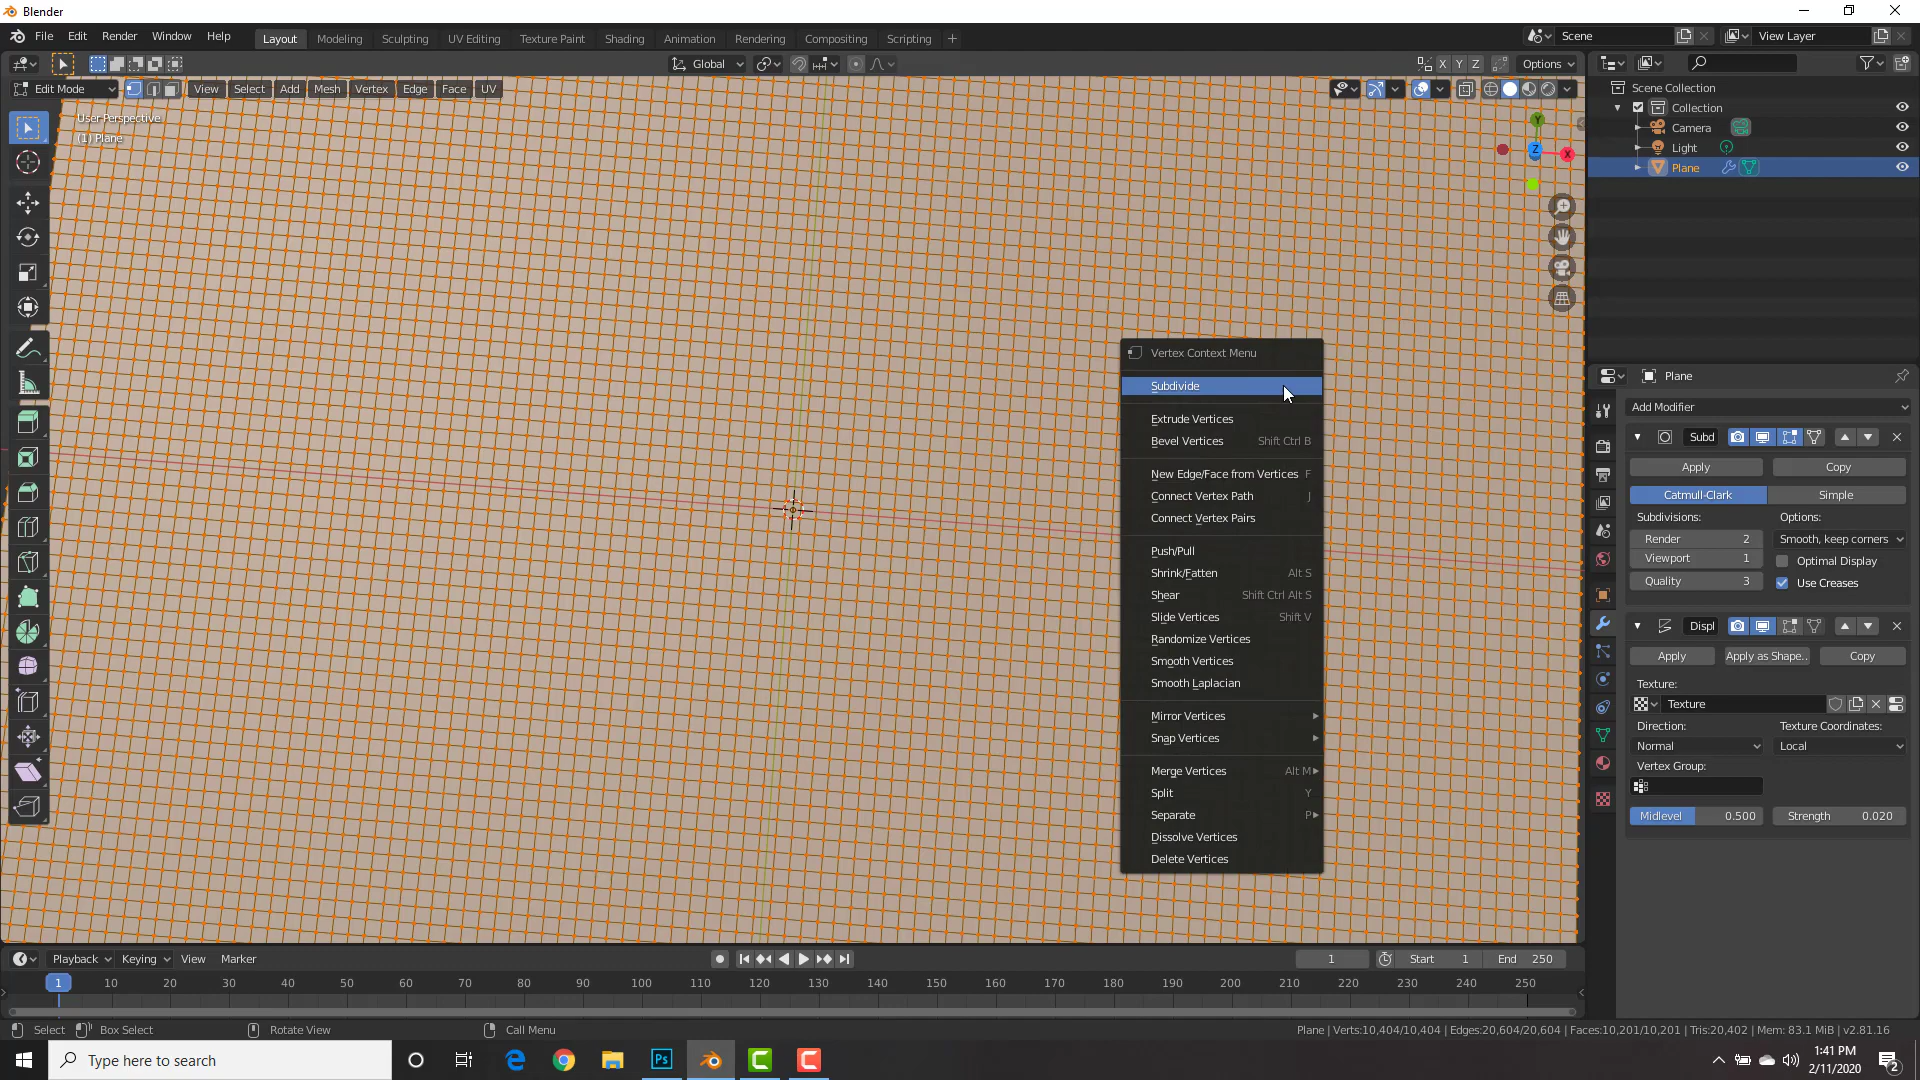 Blender
File Edit Render Window Help
Layout Modeling Sculpting UV Editing Texture Paint Shading Animation Rendering Compositing Scripting +
Scene
View Layer
Global
X Y Z
Options
Edit Mode
View Select Add Mesh Vertex Edge Face UV
User Perspective
(1) Plane
Y
Z
X
Scene Collection
Collection
Camera
Light
Plane
Plane
Add Modifier
Subd
Apply Copy
Catmull-Clark Simple
Subdivisions: Options:
Render 2 Smooth, keep corners
Viewport 1 Optimal Display
Quality 3 Use Creases
Displ
Apply Apply as Shape.. Copy
Texture:
Texture
Direction: Texture Coordinates:
Normal Local
Vertex Group:
Midlevel 0.500 Strength 0.020
Vertex Context Menu
Subdivide
Extrude Vertices
Bevel Vertices Shift Ctrl B
New Edge/Face from Vertices F
Connect Vertex Path J
Connect Vertex Pairs
Push/Pull
Shrink/Fatten Alt S
Shear Shift Ctrl Alt S
Slide Vertices Shift V
Randomize Vertices
Smooth Vertices
Smooth Laplacian
Mirror Vertices
Snap Vertices
Merge Vertices Alt M
Split Y
Separate P
Dissolve Vertices
Delete Vertices
Playback Keying View Marker
1 Start 1 End 250
1 10 20 30 40 50 60 70 80 90 100 110 120 130 140 150 160 170 180 190 200 210 220 230 240 250
Select Box Select Rotate View Call Menu
Plane | Verts:10,404/10,404 | Edges:20,604/20,604 | Faces:10,201/10,201 | Tris:20,402 | Mem: 83.1 MiB | v2.81.16
Type here to search
Ps
1:41 PM
2/11/2020
2